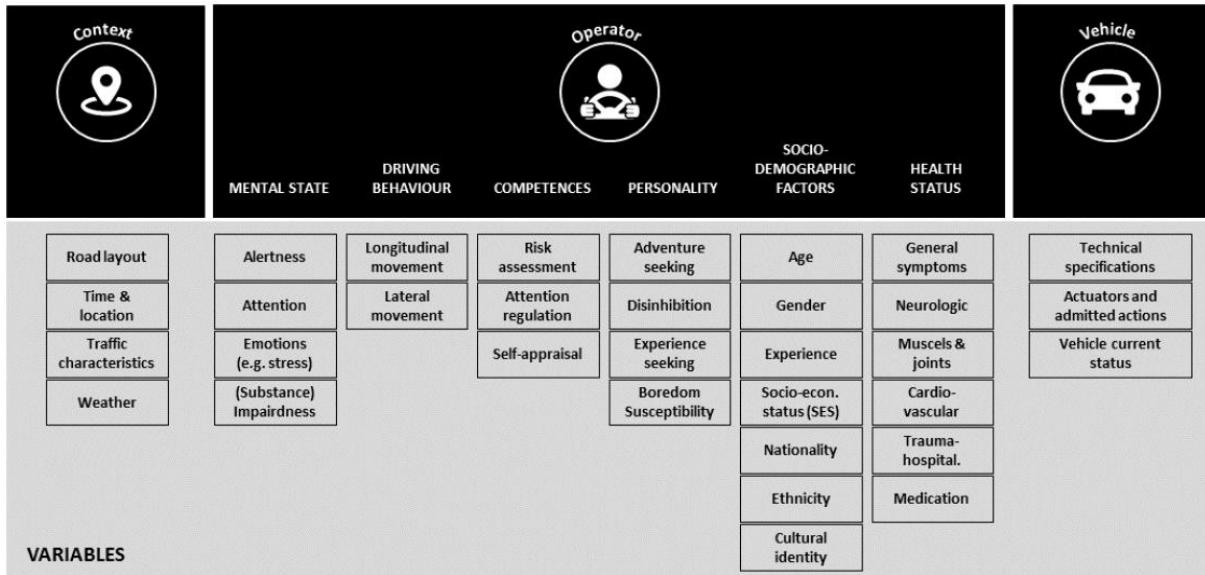 Context
Operator
Vehicle
MENTAL STATE
DRIVING
BEHAVIOUR
COMPETENCES
PERSONALITY
SOCIO-
DEMOGRAPHIC
FACTORS
HEALTH
STATUS
Road layout
Time &
location
Traffic
characteristics
Weather
Alertness
Attention
Emotions
(e.g. stress)
(Substance)
Impairdness
Longitudinal
movement
Lateral
movement
Risk
assessment
Attention
regulation
Self-appraisal
Adventure
seeking
Disinhibition
Experience
seeking
Boredom
Susceptibility
Age
Gender
Experience
Socio-econ.
status (SES)
Nationality
Ethnicity
Cultural
identity
General
symptoms
Neurologic
Muscels &
joints
Cardio-
vascular
Trauma-
hospital.
Medication
Technical
specifications
Actuators and
admitted actions
Vehicle current
status
VARIABLES